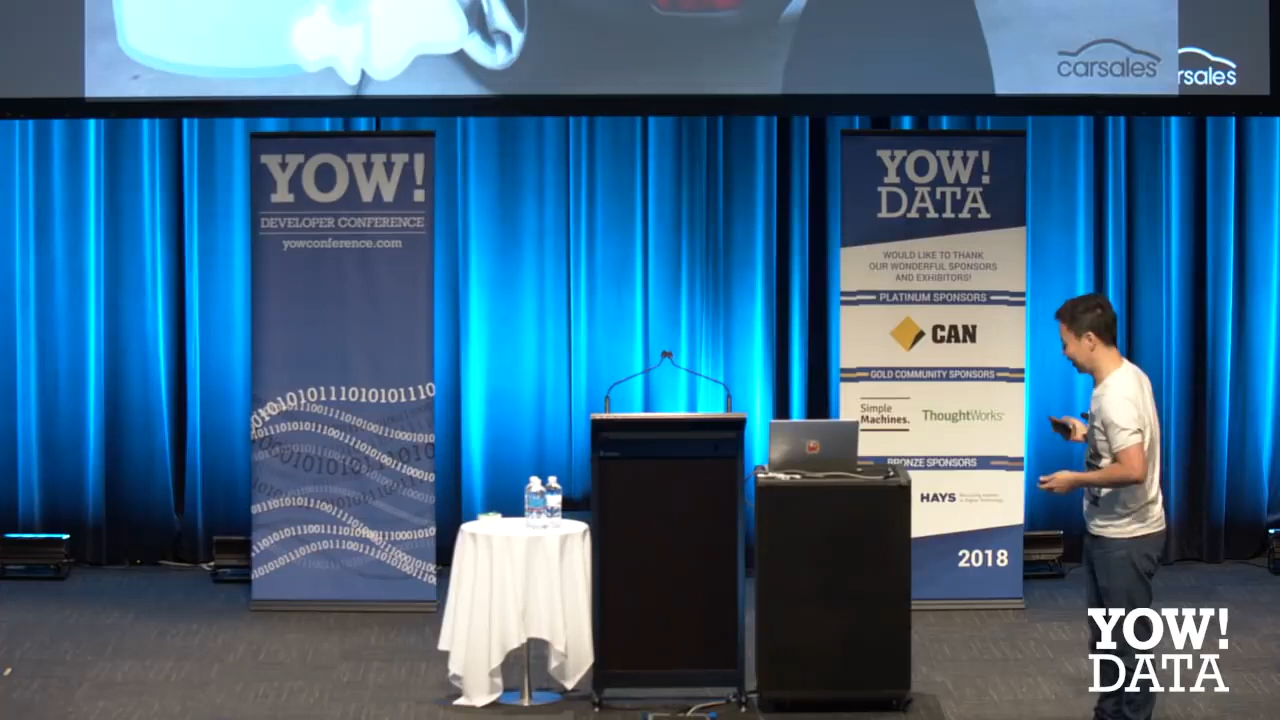 carsales
rsales
YOW!
DEVELOPER CONFERENCE
yowconference.com
YOW!
DATA
WOULD LIKE TO THANK
OUR WONDERFUL SPONSORS
AND EXHIBITORS!
PLATINUM SPONSORS
CAN
GOLD COMMUNITY SPONSORS
Simple
Machines.
ThoughtWorks
BRONZE SPONSORS
HAYS
2018
YOW!
DATA